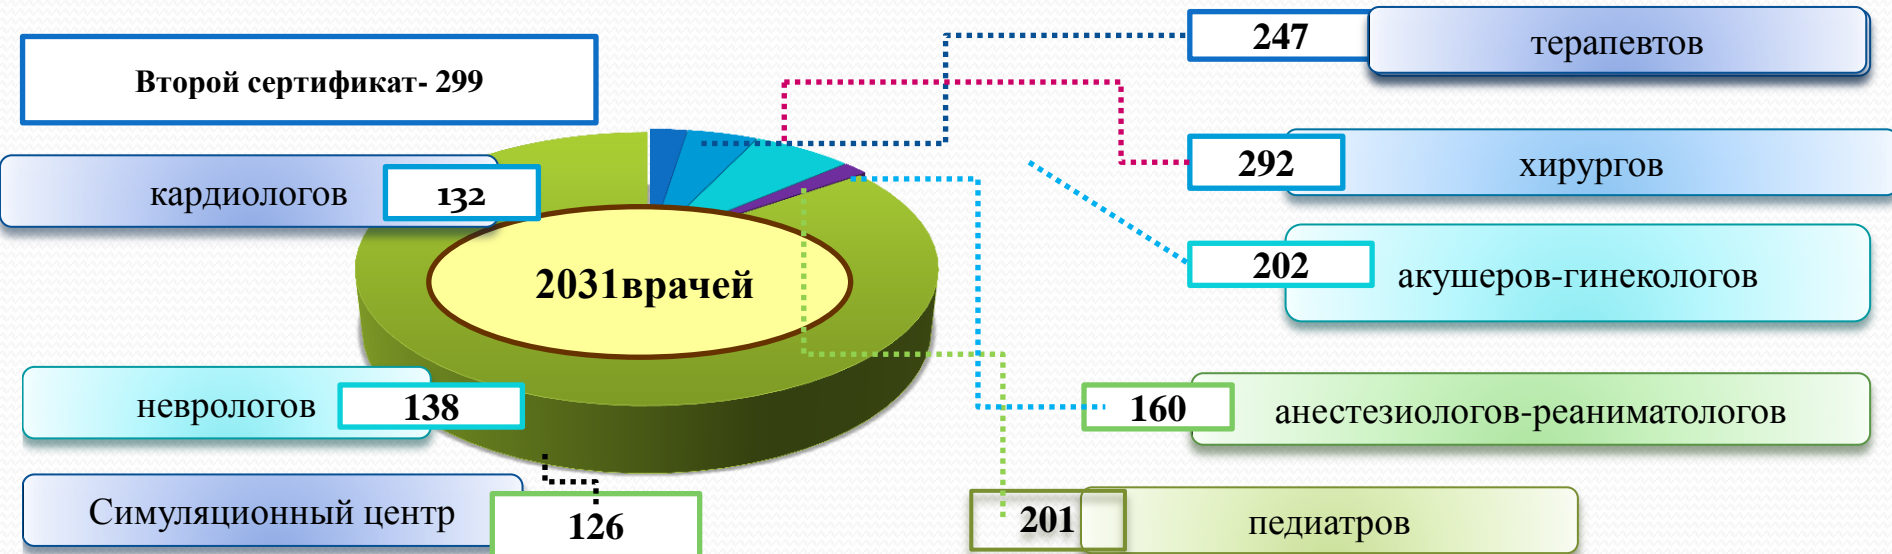 247 терапевтов
Второй сертификат- 299
292 хирургов
кардиологов 132
202 акушеров-гинекологов
2031врачей
неврологов 138
160 анестезиологов-реаниматологов
Симуляционный центр 126
201 педиатров